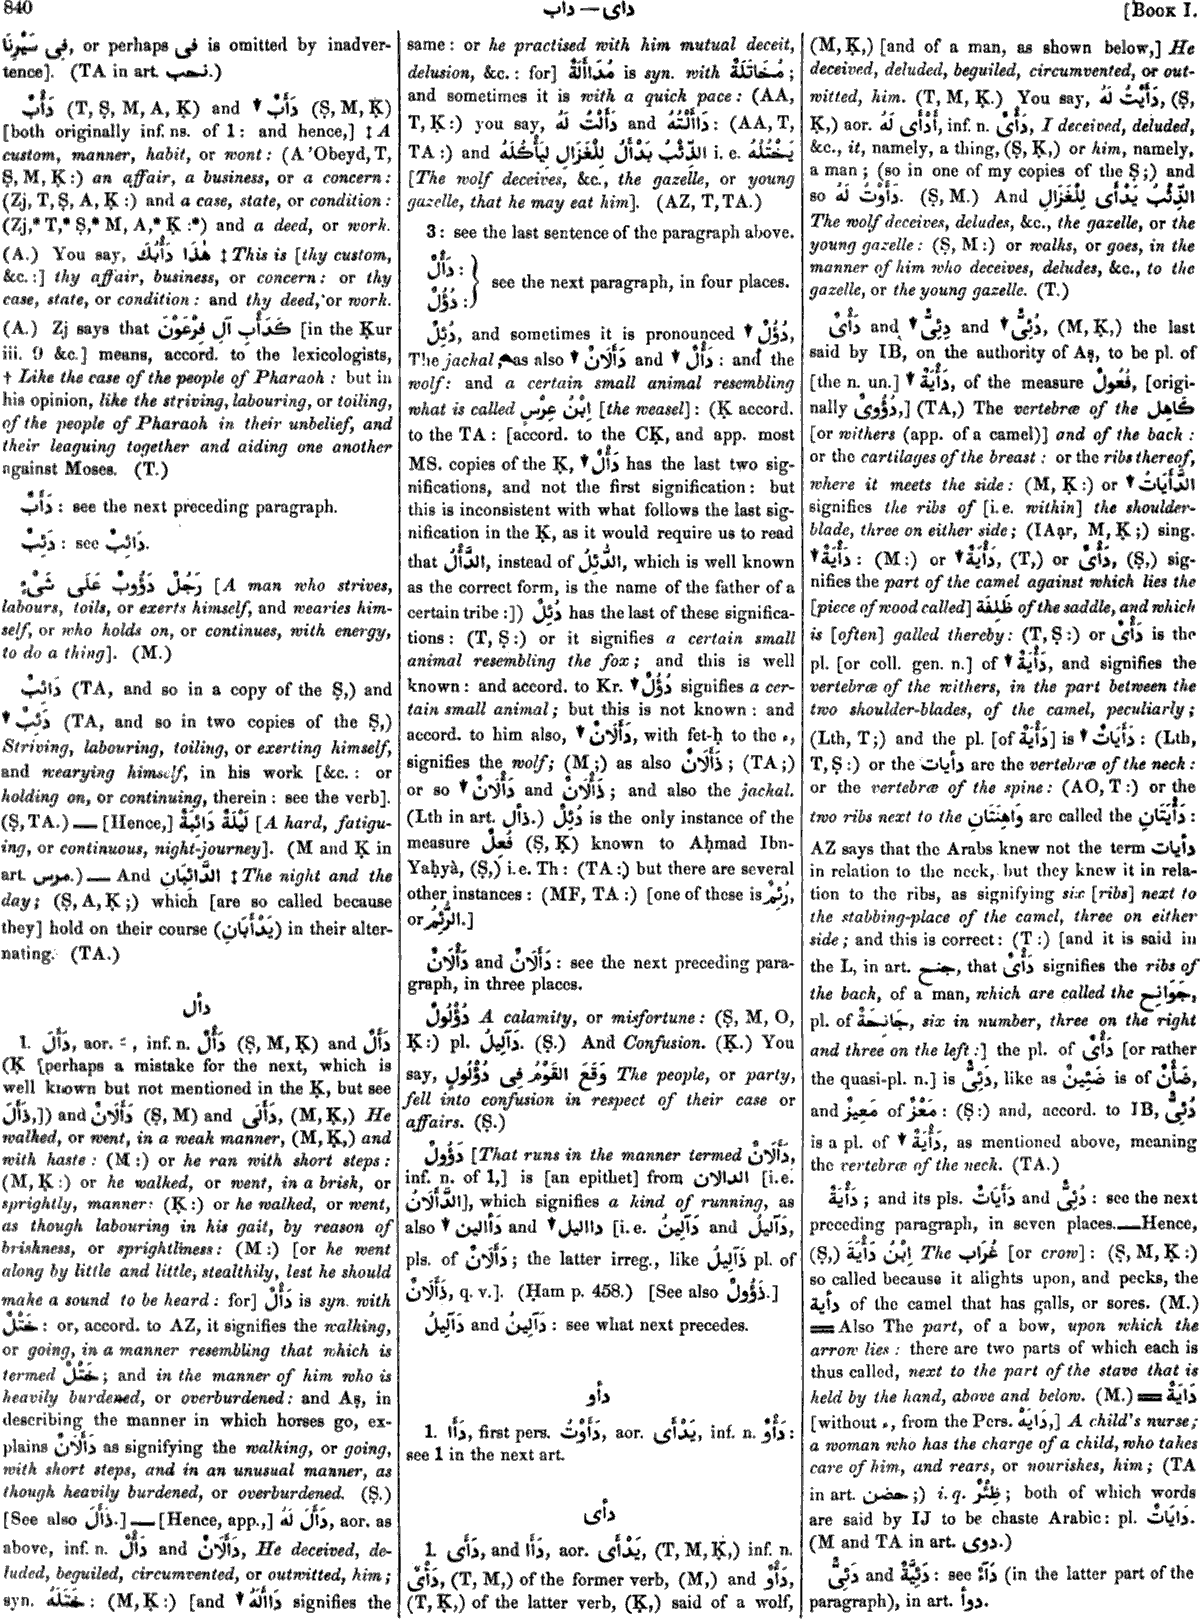 840
دأب — دأى
[Book I.
فِى سَيْرِنَا, or perhaps فى is omitted by inadver-
tence]. (TA in art. نحب.)
دَأْبٌ (T, Ṣ, M, A, Ḳ) and ▼ دَأَبٌ (Ṣ, M, Ḳ)
[both originally inf. ns. of 1: and hence,] ‡ A
custom, manner, habit, or wont: (A 'Obeyd, T,
Ṣ, M, Ḳ:) an affair, a business, or a concern:
(Zj, T, Ṣ, A, Ḳ:) and a case, state, or condition:
(Zj,* T,* Ṣ,* M, A,* Ḳ:*) and a deed, or work.
(A.) You say, هٰذَا دَأْبُكَ ‡ This is [thy custom,
&c.:] thy affair, business, or concern: or thy
case, state, or condition: and thy deed, or work.
(A.) Zj says that كَدَأْبِ آلِ فِرْعَوْنَ [in the Ḳur
iii. 9 &c.] means, accord. to the lexicologists,
† Like the case of the people of Pharaoh: but in
his opinion, like the striving, labouring, or toiling,
of the people of Pharaoh in their unbelief, and
their leaguing together and aiding one another
against Moses. (T.)
دَأَبٌ: see the next preceding paragraph.
دَئِبٌ: see دَائِبٌ.
رَجُلٌ دَؤُوبٌ عَلَى شَىْءٍ [A man who strives,
labours, toils, or exerts himself, and wearies him-
self, or who holds on, or continues, with energy,
to do a thing]. (M.)
دَائِبٌ (TA, and so in a copy of the Ṣ,) and
▼ دَئِبٌ (TA, and so in two copies of the Ṣ,)
Striving, labouring, toiling, or exerting himself,
and wearying himself, in his work [&c.: or
holding on, or continuing, therein: see the verb].
(Ṣ, TA.) — [Hence,] لَيْلَةٌ دَائِبَةٌ [A hard, fatigu-
ing, or continuous, night-journey]. (M and Ḳ in
art. مرس.) — And الدَّائِبَانِ ‡ The night and the
day; (Ṣ, A, Ḳ;) which [are so called because
they] hold on their course (يَدْأَبَانِ) in their alter-
nating. (TA.)
دأل
1. دَأَلَ, aor. ـَ, inf. n. دَأْلٌ (Ṣ, M, Ḳ) and دَأَلٌ
(Ḳ [perhaps a mistake for the next, which is
well known but not mentioned in the Ḳ, but see
ذَأَلَ,]) and دَأَلَانٌ (Ṣ, M) and دَأَلَى, (M, Ḳ,) He
walked, or went, in a weak manner, (M, Ḳ,) and
with haste: (M:) or he ran with short steps:
(M, Ḳ:) or he walked, or went, in a brisk, or
sprightly, manner: (Ḳ:) or he walked, or went,
as though labouring in his gait, by reason of
briskness, or sprightliness: (M:) [or he went
along by little and little, stealthily, lest he should
make a sound to be heard: for] دَأْلٌ is syn. with
خَتْلٌ: or, accord. to AZ, it signifies the walking,
or going, in a manner resembling that which is
termed خَتْلٌ; and in the manner of him who is
heavily burdened, or overburdened: and Aṣ, in
describing the manner in which horses go, ex-
plains دَأَلَانٌ as signifying the walking, or going,
with short steps, and in an unusual manner, as
though heavily burdened, or overburdened. (Ṣ.)
[See also ذَأَلَ.] — [Hence, app.,] دَأَلَ لَهُ, aor. as
above, inf. n. دَأْلٌ and دَأَلَانٌ, He deceived, de-
luded, beguiled, circumvented, or outwitted, him;
syn. خَتَلَهُ: (M, Ḳ:) [and ▼ دَاأَلَهُ signifies the
same: or he practised with him mutual deceit,
delusion, &c.: for] مُدَاأَلَةٌ is syn. with مُخَاتَلَةٌ;
and sometimes it is with a quick pace: (AA,
T, Ḳ:) you say, دَأَلْتُ لَهُ and دَاأَلْتُهُ: (AA, T,
TA:) and الذِّئْبُ يَدْأَلُ لِلْغَزَالِ لِيَأْكُلَهُ i. e. يَخْتُلُهُ
[The wolf deceives, &c., the gazelle, or young
gazelle, that he may eat him]. (AZ, T, TA.)
3: see the last sentence of the paragraph above.
دَأْلٌ:
دُؤُلٌ: } see the next paragraph, in four places.
دُئِلٌ, and sometimes it is pronounced ▼ دُؤُلٌ,
The jackal, as also ▼ دَأَلَانٌ and ▼ دَأْلٌ: and the
wolf: and a certain small animal resembling
what is called اِبْنُ عِرْسٍ [the weasel]: (Ḳ accord.
to the TA: [accord. to the CḲ, and app. most
MS. copies of the Ḳ, ▼ دَأْلٌ has the last two sig-
nifications, and not the first signification: but
this is inconsistent with what follows the last sig-
nification in the Ḳ, as it would require us to read
that الدَّأْلُ, instead of الدُّئِلُ, which is well known
as the correct form, is the name of the father of a
certain tribe:]) دُئِلٌ has the last of these significa-
tions: (T, Ṣ:) or it signifies a certain small
animal resembling the fox; and this is well
known: and accord. to Kr. ▼ دُؤُلٌ signifies a cer-
tain small animal; but this is not known: and
accord. to him also, ▼ دَأَلَانٌ, with fet-ḥ to the ء,
signifies the wolf; (M;) as also ذَأَلَانٌ; (TA;)
or so ▼ دَأْلَانٌ and ذَأْلَانٌ; and also the jackal.
(Lth in art. ذأل.) دُئِلٌ is the only instance of the
measure فُعِلٌ (Ṣ, Ḳ) known to Aḥmad Ibn-
Yaḥyà, (Ṣ,) i. e. Th: (TA:) but there are several
other instances: (MF, TA:) [one of these is رُئِمٌ,
or الرُّئِمُ.]
دَأْلَانٌ and دَأَلَانٌ: see the next preceding para-
graph, in three places.
دُؤْلُولٌ A calamity, or misfortune: (Ṣ, M, O,
Ḳ:) pl. دَآلِيلُ. (Ṣ.) And Confusion. (Ḳ.) You
say, وَقَعَ القَوْمُ فِى دُؤْلُولٍ The people, or party,
fell into confusion in respect of their case or
affairs. (Ṣ.)
دَؤُولٌ [That runs in the manner termed دَأَلَانٌ,
inf. n. of 1,] is [an epithet] from الدالان [i. e.
الدَّأَلَانُ], which signifies a kind of running, as
also ▼ دأالين and ▼ دااليل [i. e. دَآلِينُ and دَآلِيلُ,
pls. of دَأَلَانٌ; the latter irreg., like ذَآلِيلُ pl. of
ذَأَلَانٌ, q. v.]. (Ḥam p. 458.) [See also ذَؤُولٌ.]
دَآلِينُ and دَآلِيلُ: see what next precedes.
دأو
1. دَأَا, first pers. دَأَوْتُ, aor. يَدْأَى, inf. n. دَأْوٌ:
see 1 in the next art.
دأى
1. دَأَى, and دَأَا, aor. يَدْأَى, (T, M, Ḳ,) inf. n.
دَأْىٌ, (T, M,) of the former verb, (M,) and دَأْوٌ,
(T, Ḳ,) of the latter verb, (Ḳ,) said of a wolf,
(M, Ḳ,) [and of a man, as shown below,] He
deceived, deluded, beguiled, circumvented, or out-
witted, him. (T, M, Ḳ.) You say, دَأَيْتُ لَهُ, (Ṣ,
Ḳ,) aor. أَدْأَى لَهُ, inf. n. دَأْىٌ, I deceived, deluded,
&c., it, namely, a thing, (Ṣ, Ḳ,) or him, namely,
a man; (so in one of my copies of the Ṣ;) and
so دَأَوْتُ لَهُ. (Ṣ, M.) And الذِّئْبُ يَدْأَى لِلْغَزَالِ
The wolf deceives, deludes, &c., the gazelle, or the
young gazelle: (Ṣ, M:) or walks, or goes, in the
manner of him who deceives, deludes, &c., to the
gazelle, or the young gazelle. (T.)
دَأْىٌ and ▼ دِئِىٌّ and ▼ دُئِىٌّ, (M, Ḳ,) the last
said by IB, on the authority of Aṣ, to be pl. of
[the n. un.] ▼ دَأْيَةٌ, of the measure فُعُولٌ, [origi-
nally دُؤُوىٌ,] (TA,) The vertebræ of the كَاهِل
[or withers (app. of a camel)] and of the back:
or the cartilages of the breast: or the ribs thereof,
where it meets the side: (M, Ḳ:) or ▼ الدَّأَيَاتُ
signifies the ribs of [i. e. within] the shoulder-
blade, three on either side; (IAạr, M, Ḳ;) sing.
▼ دَأْيَةٌ: (M:) or ▼ دَأْيَةٌ, (T,) or دَأْىٌ, (Ṣ,) sig-
nifies the part of the camel against which lies the
[piece of wood called] ظَلِفَة of the saddle, and which
is [often] galled thereby: (T, Ṣ:) or دَأْىٌ is the
pl. [or coll. gen. n.] of ▼ دَأْيَةٌ, and signifies the
vertebræ of the withers, in the part between the
two shoulder-blades, of the camel, peculiarly;
(Lth, T;) and the pl. [of دَأْيَةٌ] is ▼ دَأَيَاتٌ: (Lth,
T, Ṣ:) or the دأيات are the vertebræ of the neck:
or the vertebræ of the spine: (AO, T:) or the
two ribs next to the وَاهِنَتَانِ are called the دَأْيَتَانِ:
AZ says that the Arabs knew not the term دأيات
in relation to the neck, but they knew it in rela-
tion to the ribs, as signifying six [ribs] next to
the stabbing-place of the camel, three on either
side; and this is correct: (T:) [and it is said in
the L, in art. جنح, that دَأْىٌ signifies the ribs of
the back, of a man, which are called the جَوَانِح,
pl. of جَانِحَةٌ, six in number, three on the right
and three on the left:] the pl. of دَأْىٌ [or rather
the quasi-pl. n.] is دَئِىٌّ, like as ضَئِينٌ is of ضَأْنٌ,
and مَعِيزٌ of مَعْزٌ: (Ṣ:) and, accord. to IB, دُئِىٌّ
is a pl. of ▼ دَأْيَةٌ, as mentioned above, meaning
the vertebræ of the neck. (TA.)
دَأْيَةٌ; and its pls. دَأَيَاتٌ and دُئِىٌّ: see the next
preceding paragraph, in seven places.—Hence,
(Ṣ,) اِبْنُ دَأْيَةَ The غُرَاب [or crow]: (Ṣ, M, Ḳ:)
so called because it alights upon, and pecks, the
دأية of the camel that has galls, or sores. (M.)
═ Also The part, of a bow, upon which the
arrow lies: there are two parts of which each is
thus called, next to the part of the stave that is
held by the hand, above and below. (M.) ═ دَايَةٌ
[without ء, from the Pers. دَايَهْ,] A child's nurse;
a woman who has the charge of a child, who takes
care of him, and rears, or nourishes, him; (TA
in art. حضن;) i. q. ظِئْرٌ; both of which words
are said by IJ to be chaste Arabic: pl. دَايَاتٌ.
(M and TA in art. دوى.)
دَئِىٌّ and دَئِيَّةٌ: see دَآءٌ (in the latter part of the
paragraph), in art. دوأ.